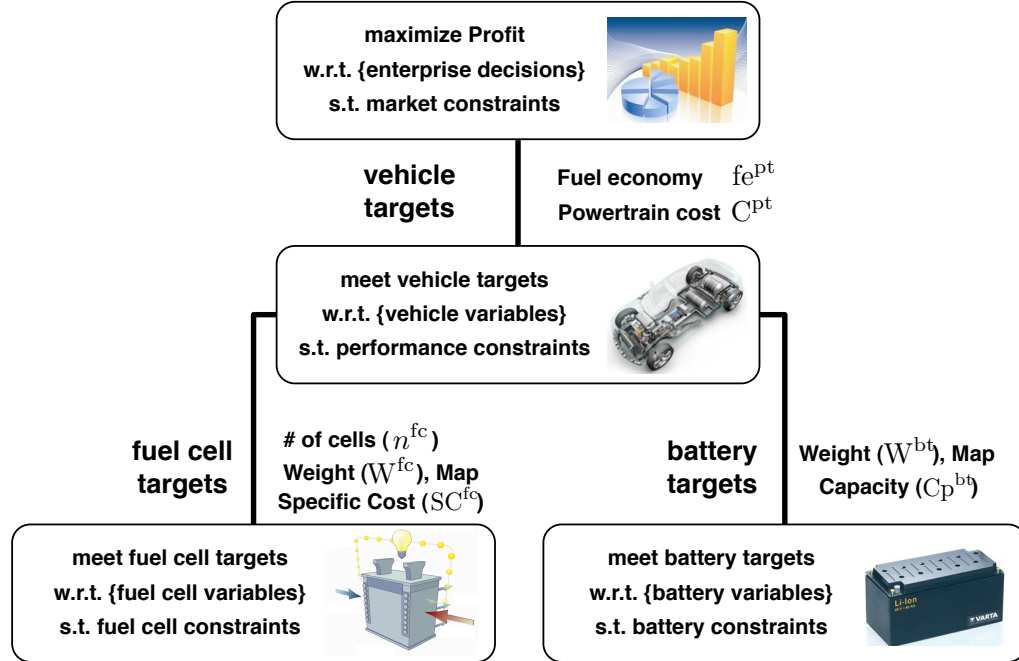 maximize Profit
w.r.t. {enterprise decisions}
s.t. market constraints
vehicle
targets
Fuel economy fe^pt
Powertrain cost C^pt
meet vehicle targets
w.r.t. {vehicle variables}
s.t. performance constraints
fuel cell
targets
# of cells (n^fc)
Weight (W^fc), Map
Specific Cost (SC^fc)
battery
targets
Weight (W^bt), Map
Capacity (Cp^bt)
meet fuel cell targets
w.r.t. {fuel cell variables}
s.t. fuel cell constraints
meet battery targets
w.r.t. {battery variables}
s.t. battery constraints
Li-Ion
VARTA